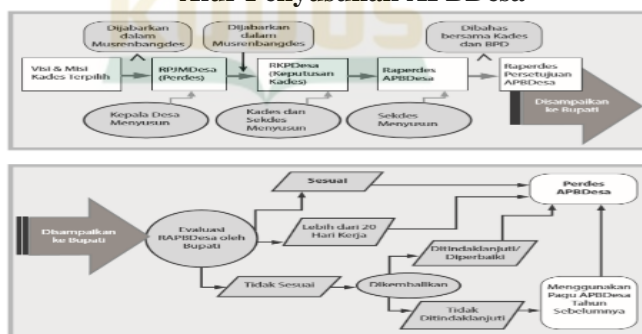 Alur Penyusunan APBDesa
KUDUS
Dijabarkan
dalam
Musrenbangdes
Dijabarkan
dalam
Musrenbangdes
Dibahas
bersama Kades
dan BPD
Visi & Misi
Kades Terpilih
RPJMDesa
(Perdes)
RKPDesa
(Keputusan
Kades)
Raperdes
APBDesa
Raperdes
Persetujuan
APBDesa
Kepala Desa
Menyusun
Kades dan
Sekdes
Menyusun
Sekdes
Menyusun
Disampaikan
ke Bupati
Disampaikan
ke Bupati
Evaluasi
RAPBDesa oleh
Bupati
Sesuai
Lebih dari 20
Hari Kerja
Tidak Sesuai
Dikembalikan
Ditindaklanjuti/
Diperbaiki
Tidak
Ditindaklanjuti
Perdes
APBDesa
Menggunakan
Pagu APBDesa
Tahun
Sebelumnya